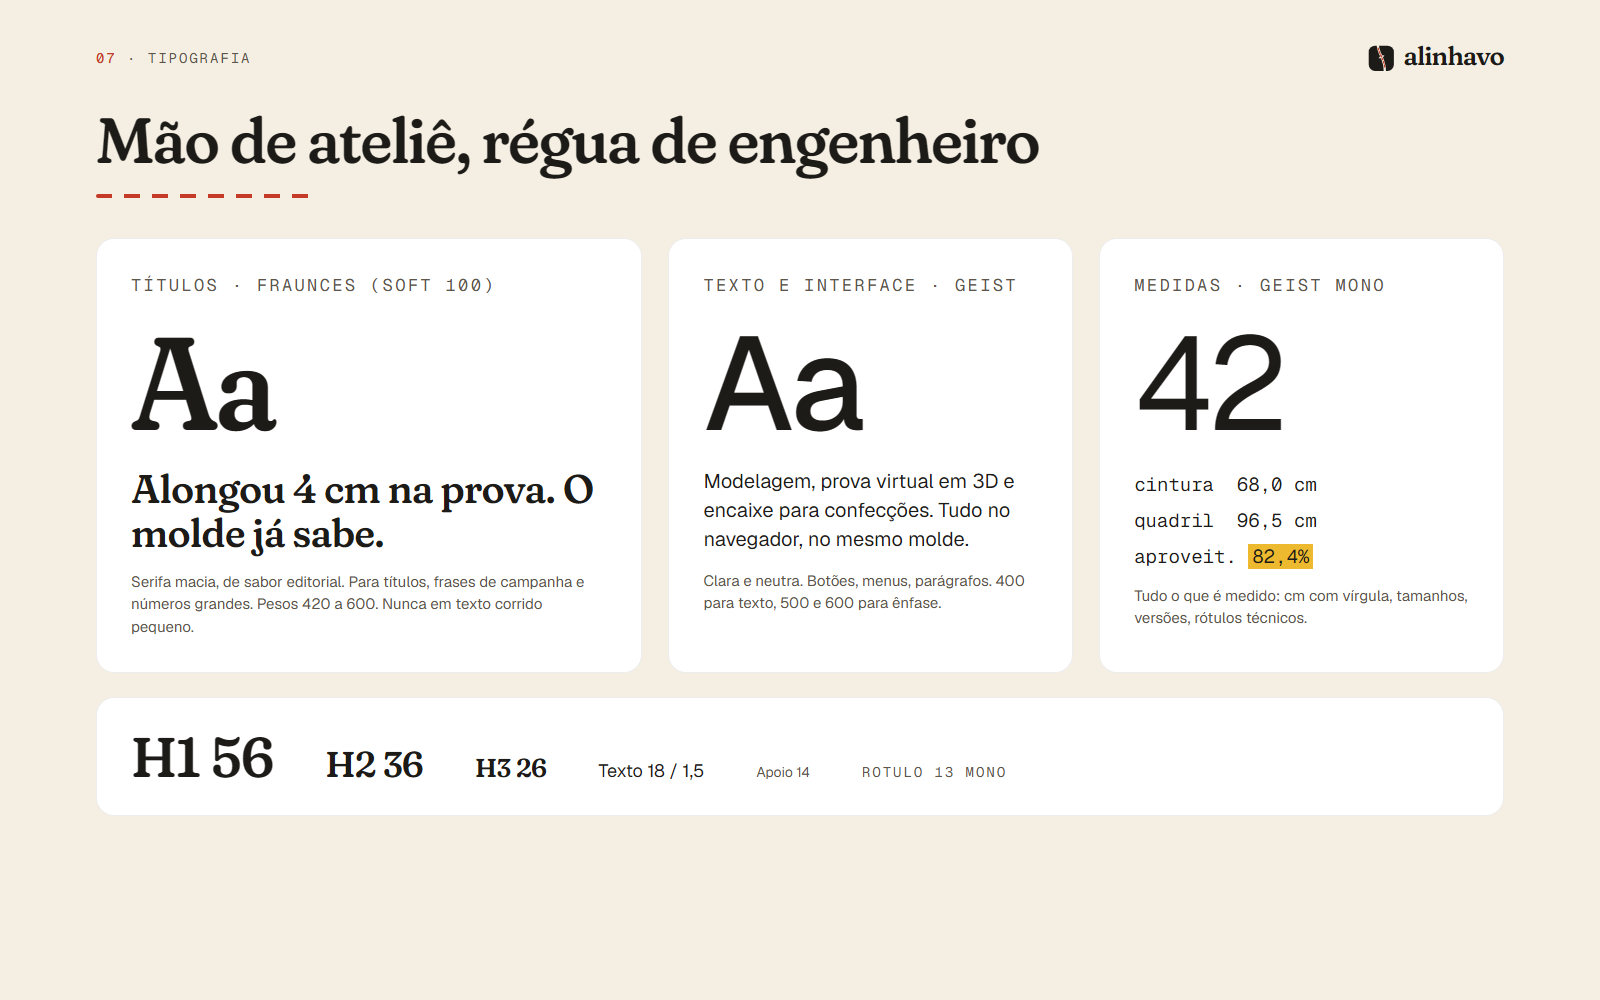 07 · TIPOGRAFIA
alinhavo
Mão de ateliê, régua de engenheiro
TÍTULOS · FRAUNCES (SOFT 100)
Aa
Alongou 4 cm na prova. O
molde já sabe.
Serifa macia, de sabor editorial. Para títulos, frases de campanha e
números grandes. Pesos 420 a 600. Nunca em texto corrido
pequeno.
TEXTO E INTERFACE · GEIST
Aa
Modelagem, prova virtual em 3D e
encaixe para confecções. Tudo no
navegador, no mesmo molde.
Clara e neutra. Botões, menus, parágrafos. 400
para texto, 500 e 600 para ênfase.
MEDIDAS · GEIST MONO
42
cintura 68,0 cm
quadril 96,5 cm
aproveit. 82,4%
Tudo o que é medido: cm com vírgula, tamanhos,
versões, rótulos técnicos.
H1 56 H2 36 H3 26 Texto 18 / 1,5 Apoio 14 ROTULO 13 MONO